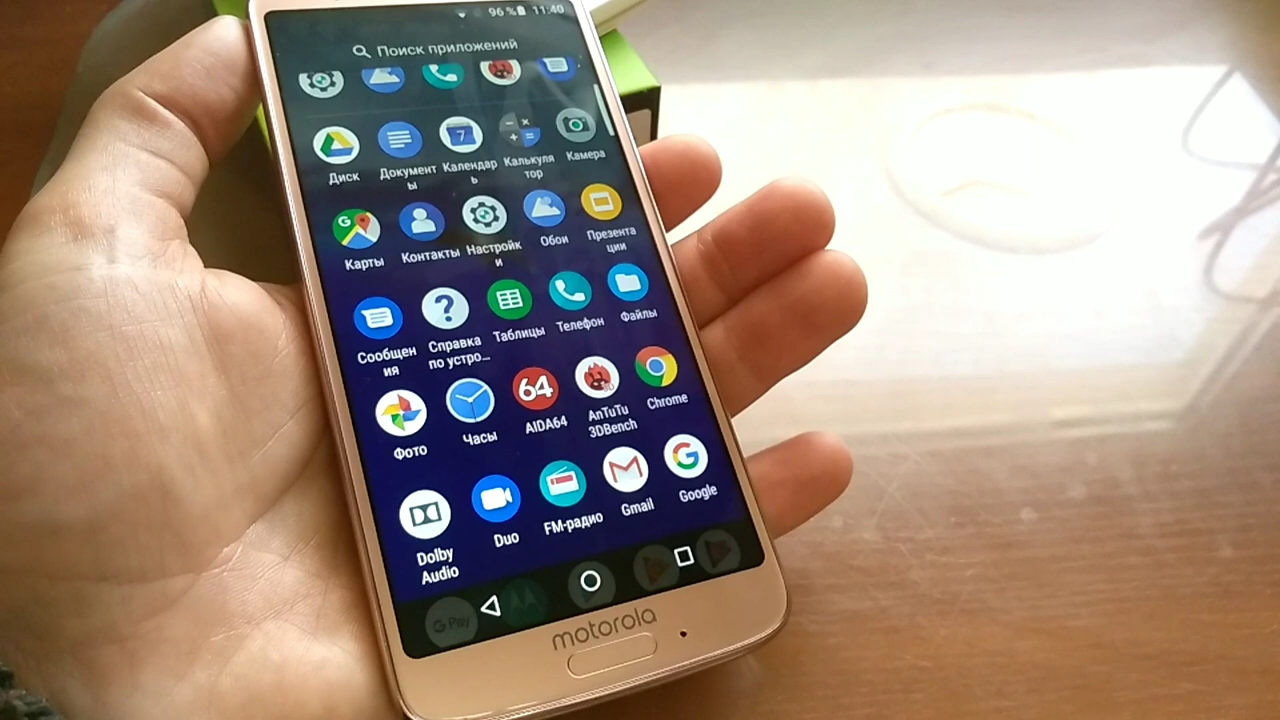 96 % 11:40
Поиск приложений
7
Диск
Документ
ы
Календар
ь
Калькуля
тор
Камера
G
Карты
Контакты
Настройк
и
Обои
Презента
ции
Сообщен
ия
Справка
по устро...
Таблицы
Телефон
Файлы
64
Фото
Часы
AIDA64
AnTuTu
3DBench
Chrome
Dolby
Audio
Duo
FM-радио
Gmail
Google
G Pay
motorola